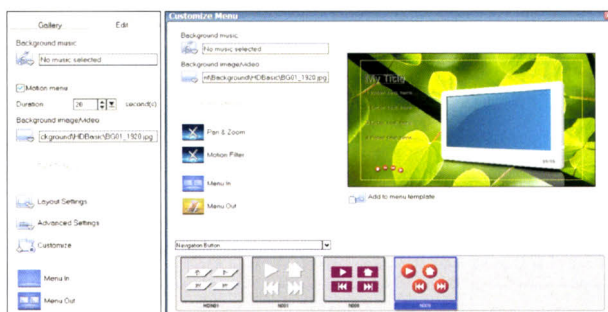 Gallery Edit
Background music
No music selected
Motion menu
Duration 26 second(s)
Background image/video
ckground\HDBasic\BG01_1920.jpg
Layout Settings
Advanced Settings
Customize
Menu In
Menu Out
Customize Menu
Background music
No music selected
Background image/video
nt\Background\HDBasic\BG01_1920.jpg
Pan & Zoom
Motion Filter
Menu In
Menu Out
My Title
Add to menu template
Navigation Button